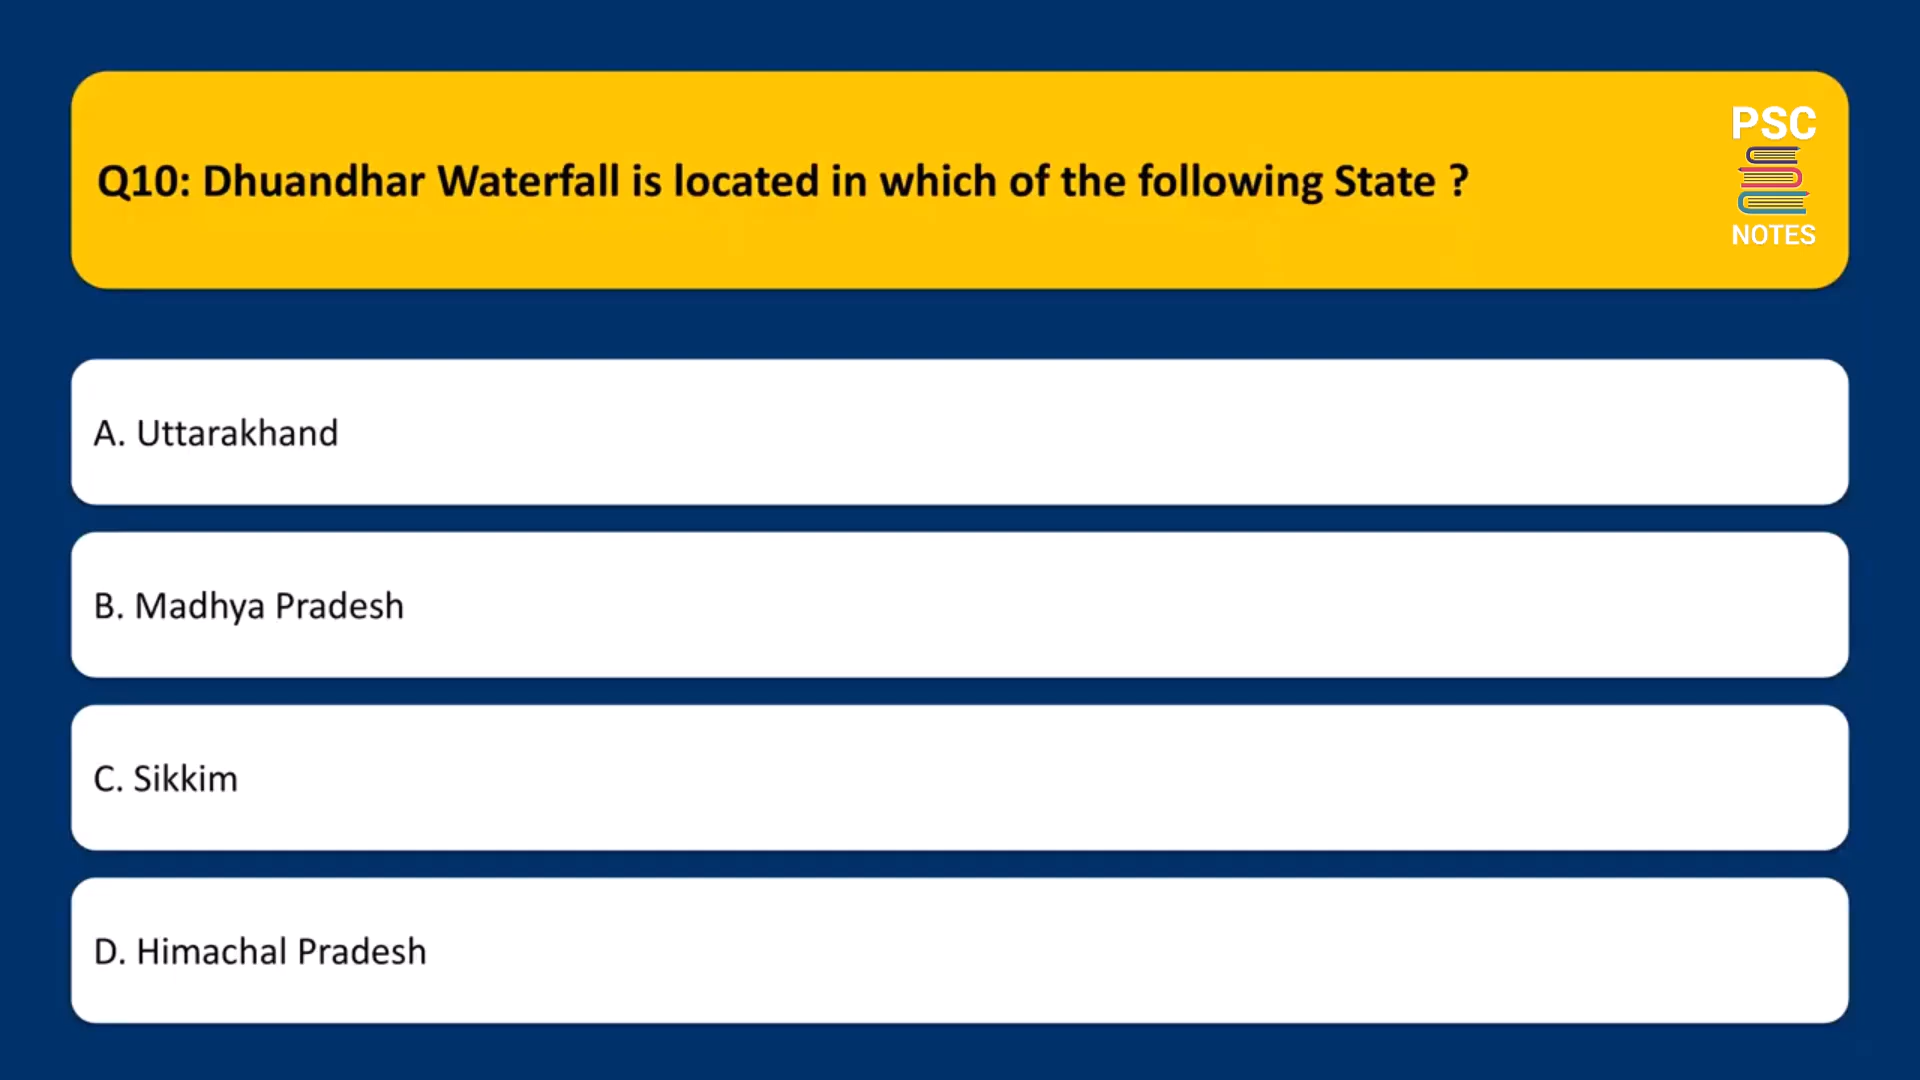 PSC
Q10: Dhuandhar Waterfall is located in which of the following State ?
NOTES
A. Uttarakhand
B. Madhya Pradesh
C. Sikkim
D. Himachal Pradesh